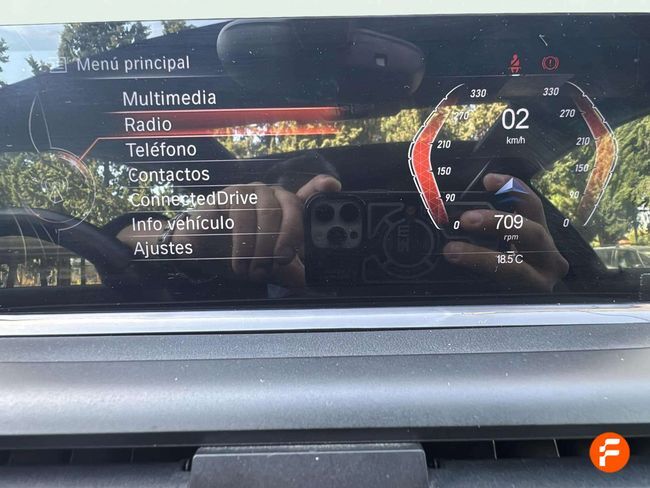 Menú principal
Multimedia
Radio
Teléfono
Contactos
ConnectedDrive
Info vehículo
Ajustes
330
270
210
150
90
0
02
km/h
709
rpm
18.5°C
330
270
210
150
90
0